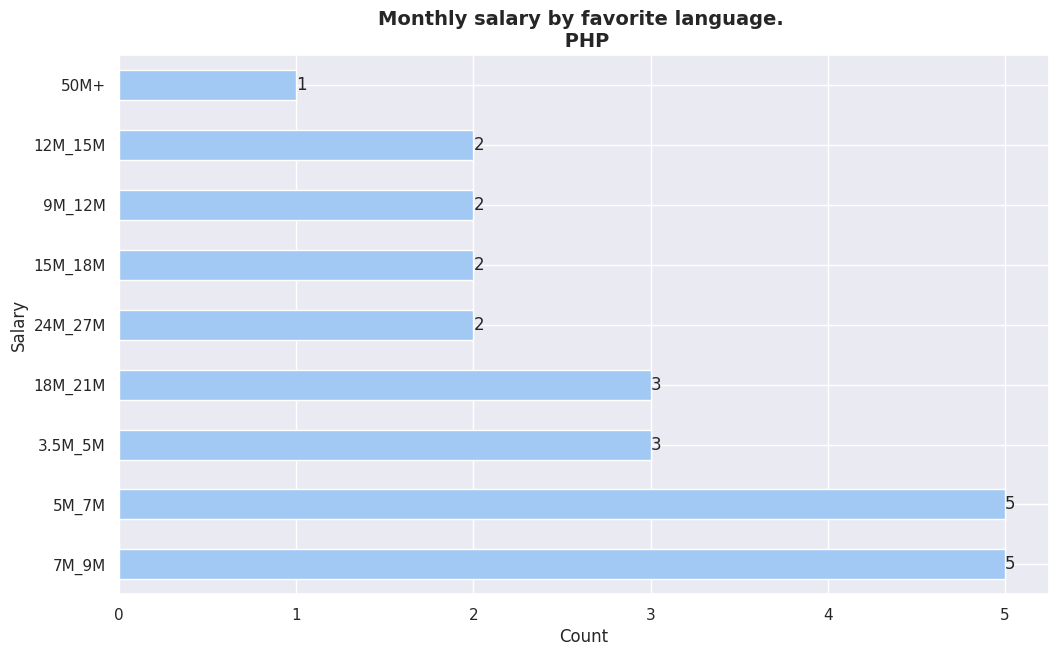 Monthly salary by favorite language.
PHP
50M+ 1
12M_15M 2
9M_12M 2
15M_18M 2
24M_27M 2
18M_21M 3
3.5M_5M 3
5M_7M 5
7M_9M 5
Salary
0 1 2 3 4 5
Count